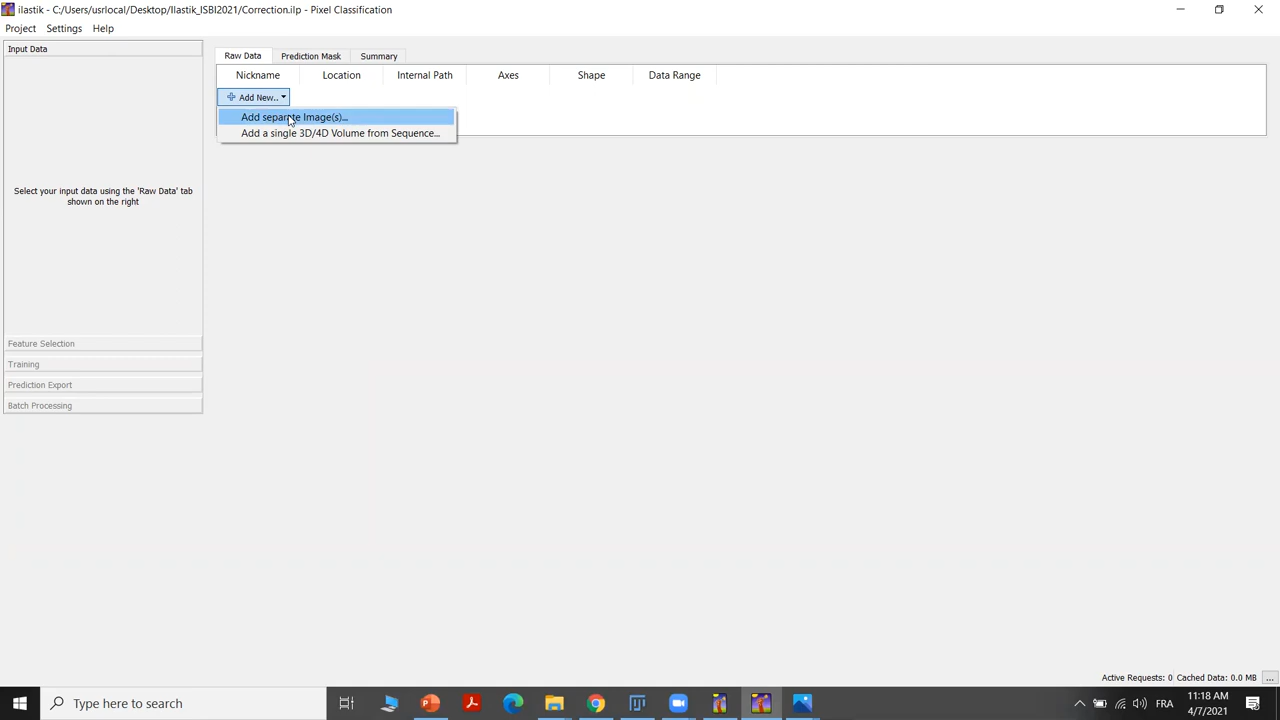 ilastik - C:/Users/usrlocal/Desktop/Ilastik_ISBI2021/Correction.ilp - Pixel Classification
Project Settings Help
Input Data
Select your input data using the 'Raw Data' tab
shown on the right
Feature Selection
Training
Prediction Export
Batch Processing
Raw Data Prediction Mask Summary
Nickname Location Internal Path Axes Shape Data Range
Add New..
Add separate Image(s)...
Add a single 3D/4D Volume from Sequence...
Active Requests: 0 Cached Data: 0.0 MB ...
Type here to search
FRA
11:18 AM
4/7/2021